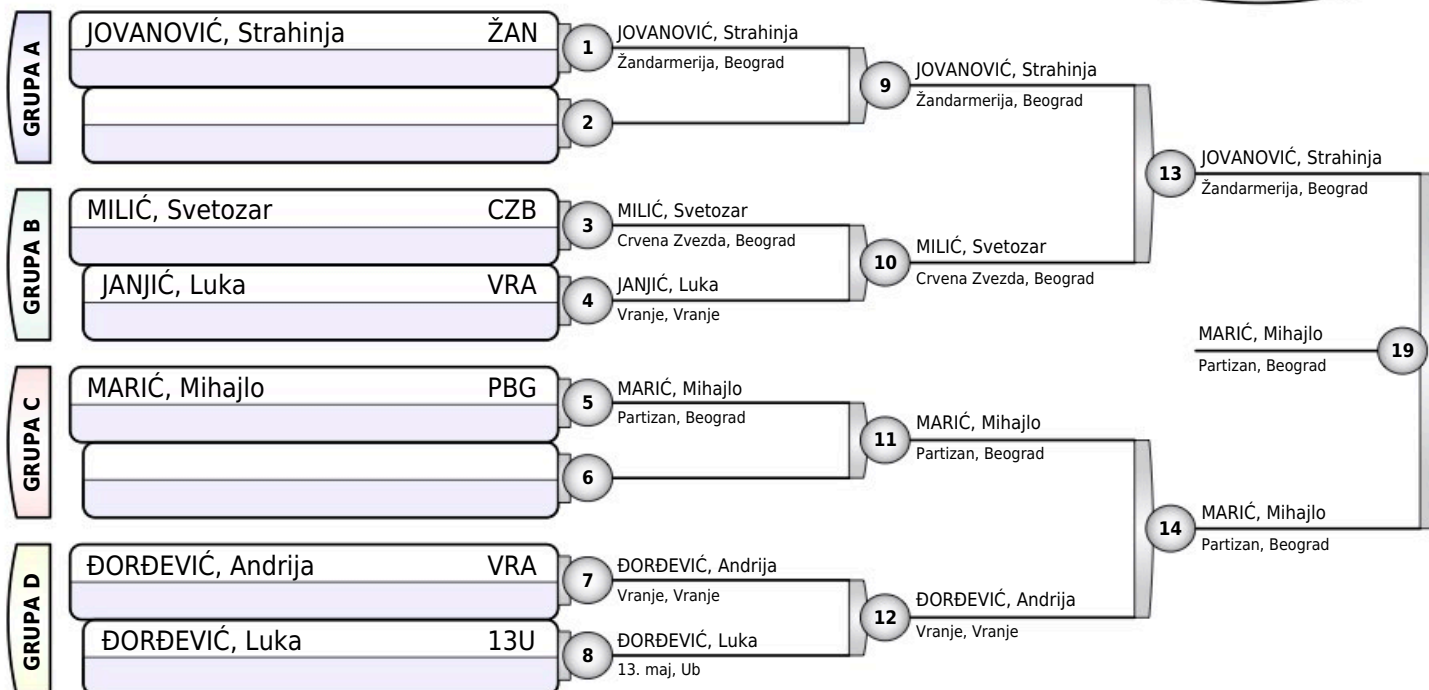 GRUPA A
JOVANOVIĆ, Strahinja ŽAN
1
JOVANOVIĆ, Strahinja
Žandarmerija, Beograd
2
9
JOVANOVIĆ, Strahinja
Žandarmerija, Beograd
GRUPA B
MILIĆ, Svetozar CZB
3
MILIĆ, Svetozar
Crvena Zvezda, Beograd
JANJIĆ, Luka VRA
4
JANJIĆ, Luka
Vranje, Vranje
10
MILIĆ, Svetozar
Crvena Zvezda, Beograd
13
JOVANOVIĆ, Strahinja
Žandarmerija, Beograd
GRUPA C
MARIĆ, Mihajlo PBG
5
MARIĆ, Mihajlo
Partizan, Beograd
6
11
MARIĆ, Mihajlo
Partizan, Beograd
GRUPA D
ĐORĐEVIĆ, Andrija VRA
7
ĐORĐEVIĆ, Andrija
Vranje, Vranje
ĐORĐEVIĆ, Luka 13U
8
ĐORĐEVIĆ, Luka
13. maj, Ub
12
ĐORĐEVIĆ, Andrija
Vranje, Vranje
14
MARIĆ, Mihajlo
Partizan, Beograd
MARIĆ, Mihajlo
Partizan, Beograd
19